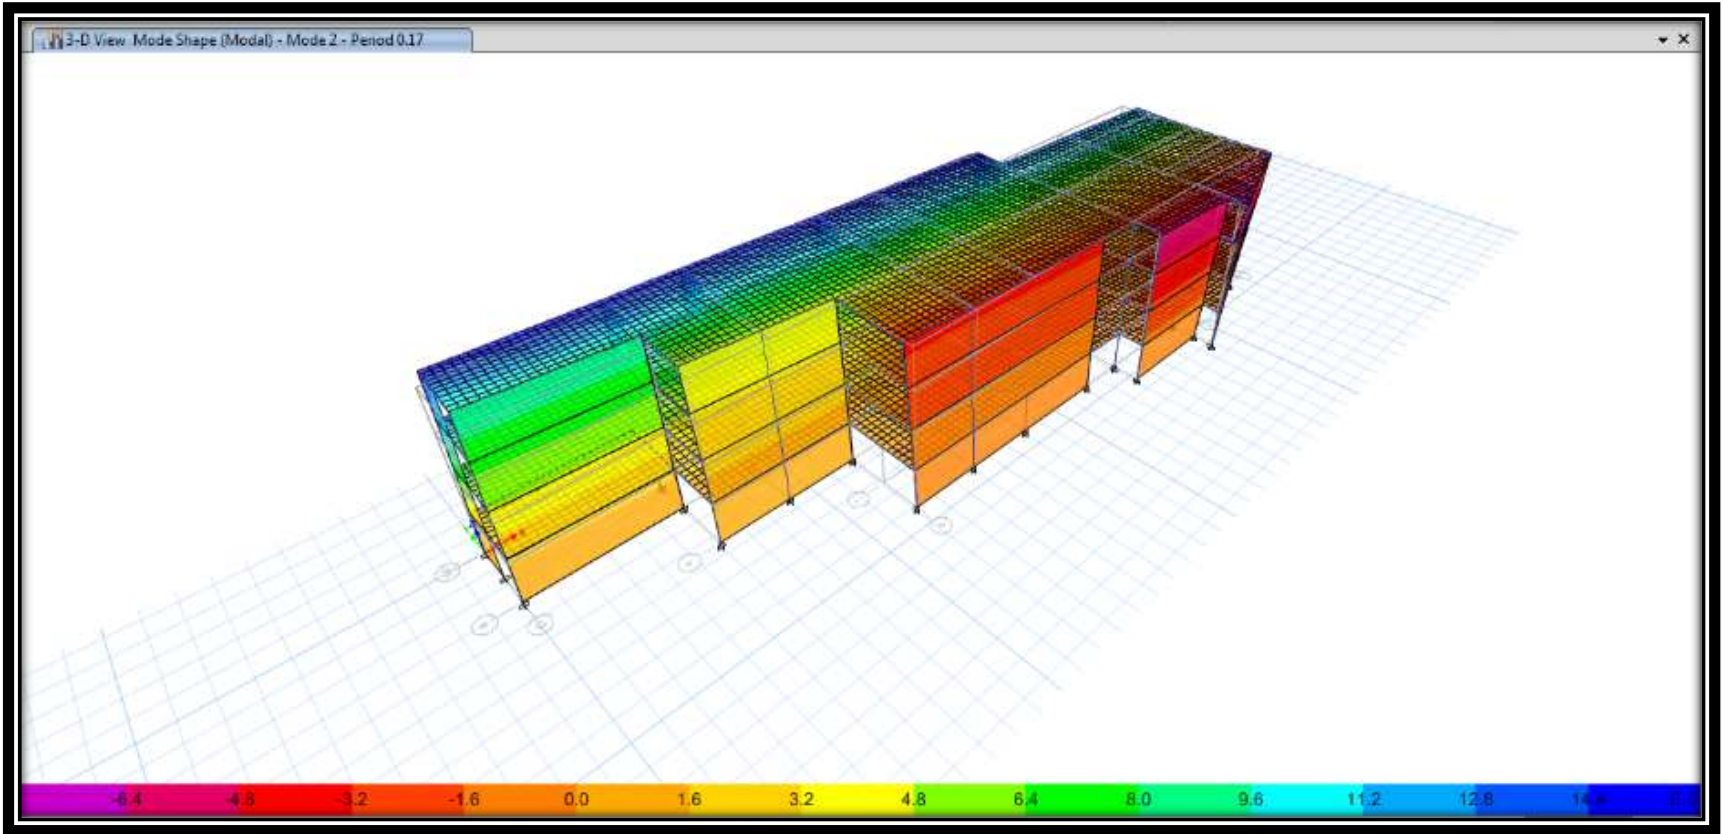 3-D View Mode Shape (Modal) - Mode 2 - Period 0.17
-6.4 -4.8 -3.2 -1.6 0.0 1.6 3.2 4.8 6.4 8.0 9.6 11.2 12.8